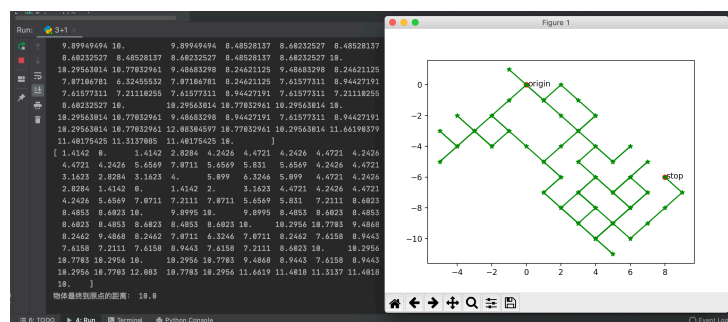 Run: 3+1 ×
Figure 1
9.89949494 10. 9.89949494 8.48528137 8.60232527 8.48528137
8.60232527 8.48528137 8.60232527 8.48528137 8.60232527 10.
10.29563014 10.77032961 9.48683298 8.24621125 9.48683298 8.24621125
7.07106781 6.32455532 7.07106781 8.24621125 7.61577311 8.94427191
7.61577311 7.21110255 7.61577311 8.94427191 7.61577311 7.21110255
8.60232527 10. 10.29563014 10.77032961 10.29563014 10.
10.29563014 10.77032961 9.48683298 8.94427191 7.61577311 8.94427191
10.29563014 10.77032961 12.08304597 10.77032961 10.29563014 11.66190379
11.40175425 11.3137085 11.40175425 10. ]
[ 1.4142 0. 1.4142 2.8284 4.2426 4.4721 4.2426 4.4721 4.2426
4.4721 4.2426 5.6569 7.0711 5.6569 5.831 5.6569 4.2426 4.4721
3.1623 2.8284 3.1623 4. 5.099 6.3246 5.099 4.4721 4.2426
2.8284 1.4142 0. 1.4142 2. 3.1623 4.4721 4.2426 4.4721
4.2426 5.6569 7.0711 7.2111 7.0711 5.6569 5.831 7.2111 8.6023
8.4853 8.6023 10. 9.8995 10. 9.8995 8.4853 8.6023 8.4853
8.6023 8.4853 8.6023 8.4853 8.6023 10. 10.2956 10.7703 9.4868
8.2462 9.4868 8.2462 7.0711 6.3246 7.0711 8.2462 7.6158 8.9443
7.6158 7.2111 7.6158 8.9443 7.6158 7.2111 8.6023 10. 10.2956
10.7703 10.2956 10. 10.2956 10.7703 9.4868 8.9443 7.6158 8.9443
10.2956 10.7703 12.083 10.7703 10.2956 11.6619 11.4018 11.3137 11.4018
10. ]
物体最终到原点的距离: 10.0
origin
stop
0
−2
−4
−6
−8
−10
−4 −2 0 2 4 6 8
6: TODO 4: Run Terminal Python Console Event Log